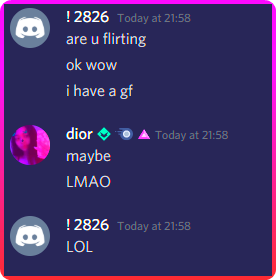 ! 2826 Today at 21:58
are u flirting
ok wow
i have a gf
dior Today at 21:58
maybe
LMAO
! 2826 Today at 21:58
LOL